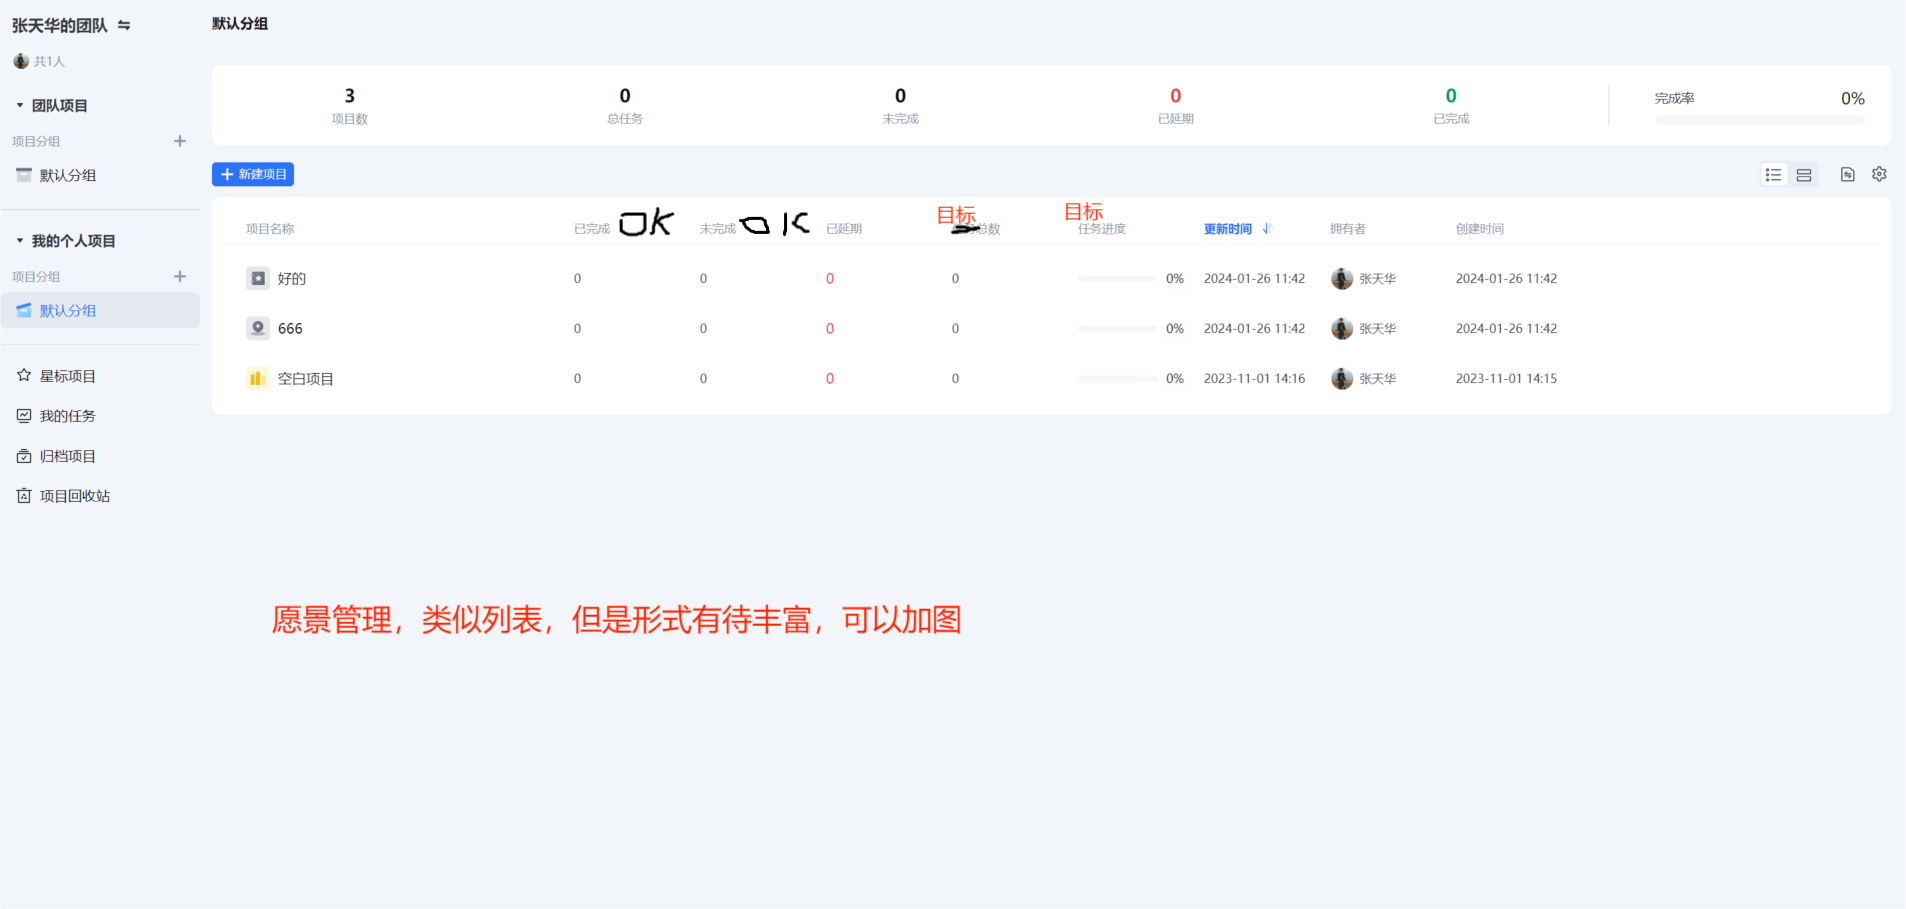 张天华的团队
默认分组
共1人
3 0 0 0 0
项目数 总任务 未完成 已延期 已完成
完成率 0%
团队项目
项目分组
默认分组
新建项目
我的个人项目
项目分组
默认分组
目标 目标
项目名称 已完成 OK 未完成 OK 已延期 总数 任务进度 更新时间 拥有者 创建时间
好的 0 0 0 0 0% 2024-01-26 11:42 张天华 2024-01-26 11:42
666 0 0 0 0 0% 2024-01-26 11:42 张天华 2024-01-26 11:42
空白项目 0 0 0 0 0% 2023-11-01 14:16 张天华 2023-11-01 14:15
星标项目
我的任务
归档项目
项目回收站
愿景管理，类似列表，但是形式有待丰富，可以加图